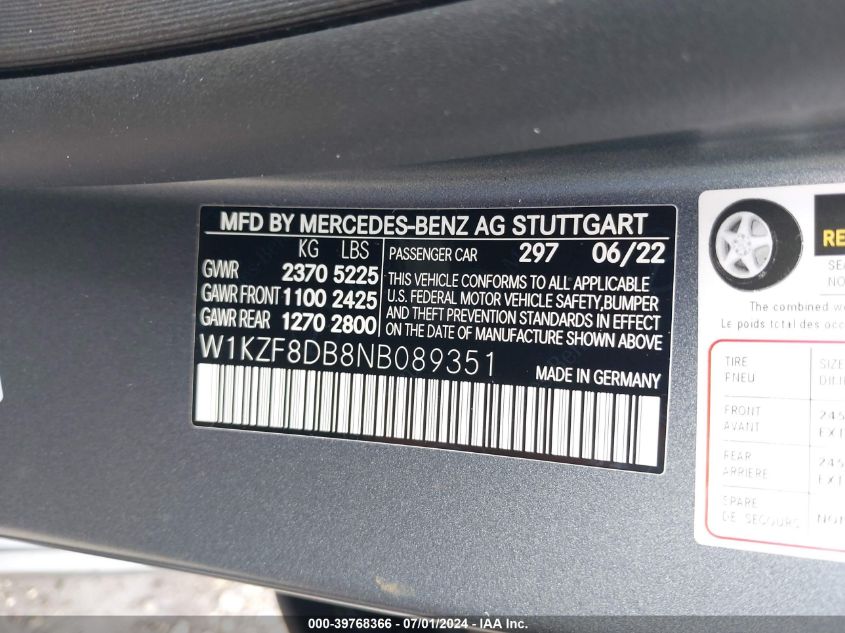 MFD BY MERCEDES-BENZ AG STUTTGART
KG LBS
GVWR 2370 5225
GAWR FRONT 1100 2425
GAWR REAR 1270 2800
PASSENGER CAR 297 06/22
THIS VEHICLE CONFORMS TO ALL APPLICABLE
U.S. FEDERAL MOTOR VEHICLE SAFETY,BUMPER
AND THEFT PREVENTION STANDARDS IN EFFECT
ON THE DATE OF MANUFACTURE SHOWN ABOVE
W1KZF8DB8NB089351
MADE IN GERMANY
The combined
Le poids total des
TIRE
PNEU
FRONT
AVANT
REAR
ARRIERE
SPARE
DE SECOURS
000-39768366 - 07/01/2024 - IAA Inc.